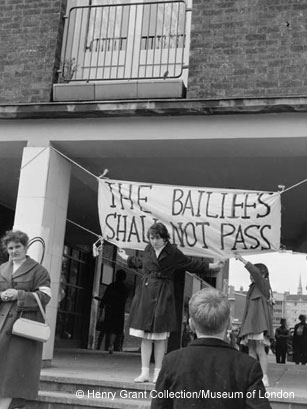 THE BAILIFFS
SHALL NOT PASS
© Henry Grant Collection/Museum of London